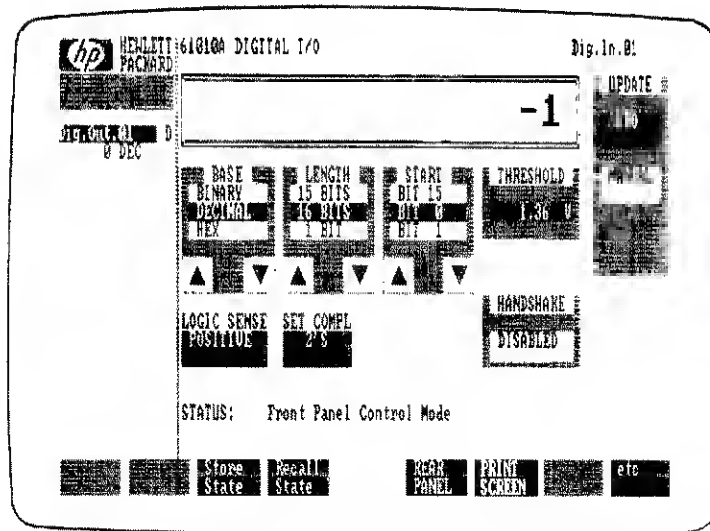 hp HEWLETT PACKARD
61010A DIGITAL I/O
Dig.In.01
-1
UPDATE
Dig.Out.01 D
0 DEC
BASE
BINARY
DECIMAL
HEX
LENGTH
15 BITS
16 BITS
1 BIT
START
BIT 15
BIT 0
BIT 1
THRESHOLD
1.36 V
LOGIC SENSE
POSITIVE
SET COMPL
2'S
HANDSHAKE
DISABLED
STATUS: Front Panel Control Mode
Store State
Recall State
REAR PANEL
PRINT SCREEN
etc